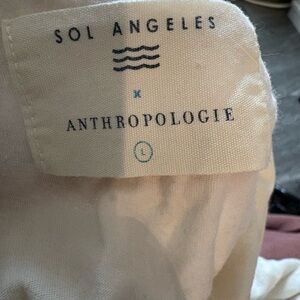 SOL ANGELES
x
ANTHROPOLOGIE
L